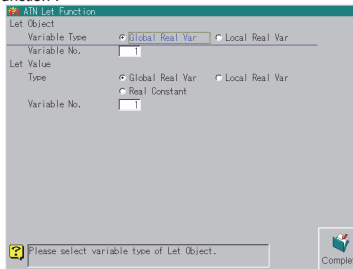 ATN Let Function
Let Object
Variable Type Global Real Var Local Real Var
Variable No. 1
Let Value
Type Global Real Var Local Real Var
Real Constant
Variable No. 1
Please select variable type of Let Object.